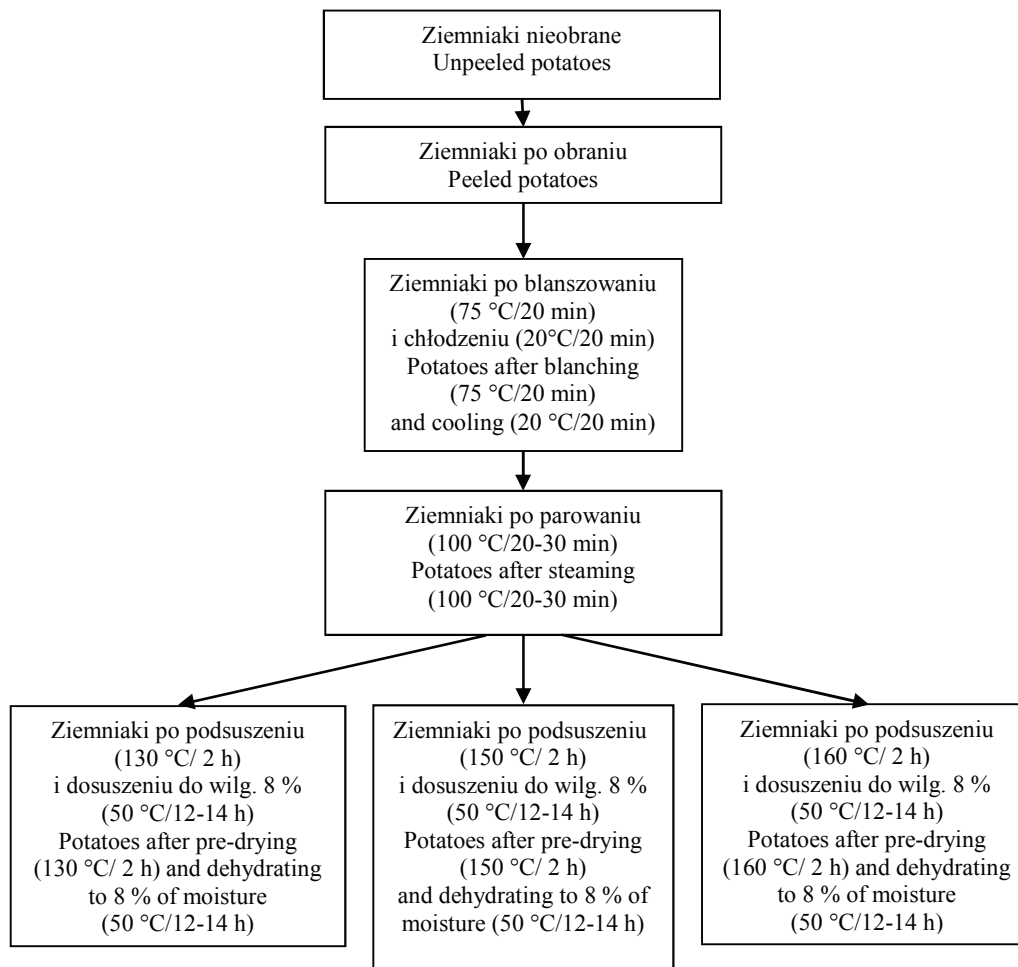 Ziemniaki nieobrane
Unpeeled potatoes
Ziemniaki po obraniu
Peeled potatoes
Ziemniaki po blanszowaniu
(75 °C/20 min)
i chłodzeniu (20°C/20 min)
Potatoes after blanching
(75 °C/20 min)
and cooling (20 °C/20 min)
Ziemniaki po parowaniu
(100 °C/20-30 min)
Potatoes after steaming
(100 °C/20-30 min)
Ziemniaki po podsuszeniu
(130 °C/ 2 h)
i dosuszeniu do wilg. 8 %
(50 °C/12-14 h)
Potatoes after pre-drying
(130 °C/ 2 h) and dehydrating
to 8 % of moisture
(50 °C/12-14 h)
Ziemniaki po podsuszeniu
(150 °C/ 2 h)
i dosuszeniu do wilg. 8 %
(50 °C/12-14 h)
Potatoes after pre-drying
(150 °C/ 2 h)
and dehydrating to 8 % of
moisture (50 °C/12-14 h)
Ziemniaki po podsuszeniu
(160 °C/ 2 h)
i dosuszeniu do wilg. 8 %
(50 °C/12-14 h)
Potatoes after pre-drying
(160 °C/ 2 h) and dehydrating
to 8 % of moisture
(50 °C/12-14 h)